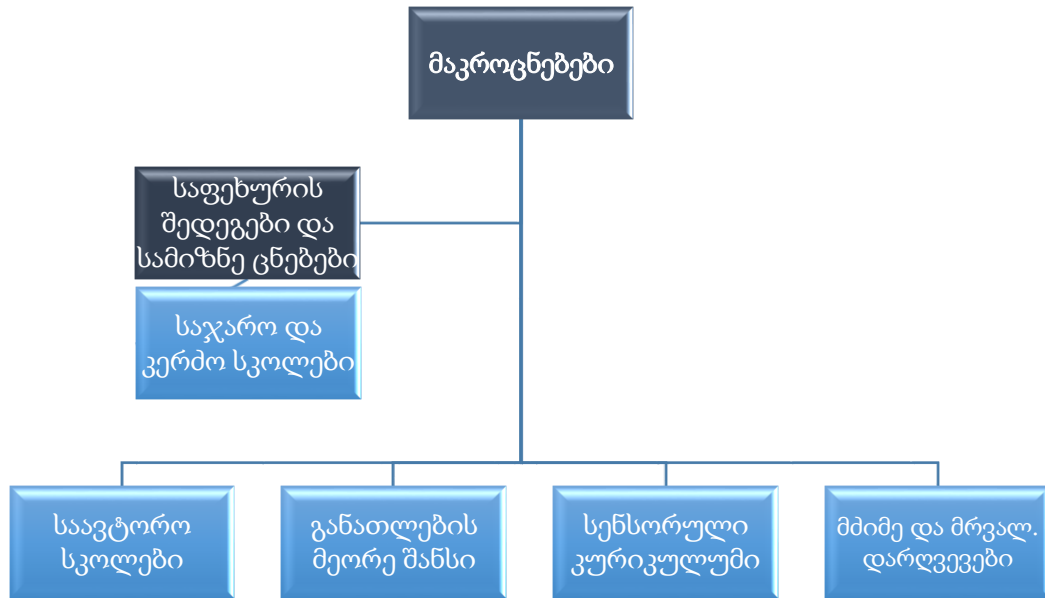 მაკროცნებები
საფეხურის
შედეგები და
სამიზნე ცნებები
საჯარო და
კერძო სკოლები
საავტორო
სკოლები
განათლების
მეორე შანსი
სენსორული
კურიკულუმი
მძიმე და მრვალ.
დარღვევები